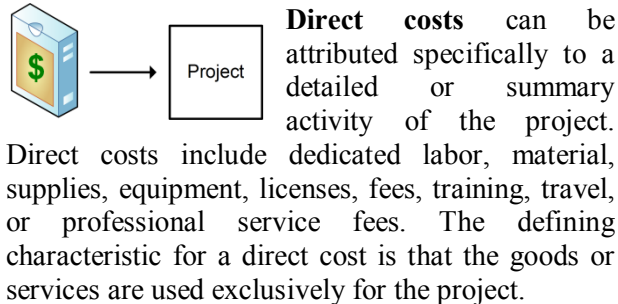 $
Project
Direct costs can be
attributed specifically to a
detailed or summary
activity of the project.
Direct costs include dedicated labor, material,
supplies, equipment, licenses, fees, training, travel,
or professional service fees. The defining
characteristic for a direct cost is that the goods or
services are used exclusively for the project.